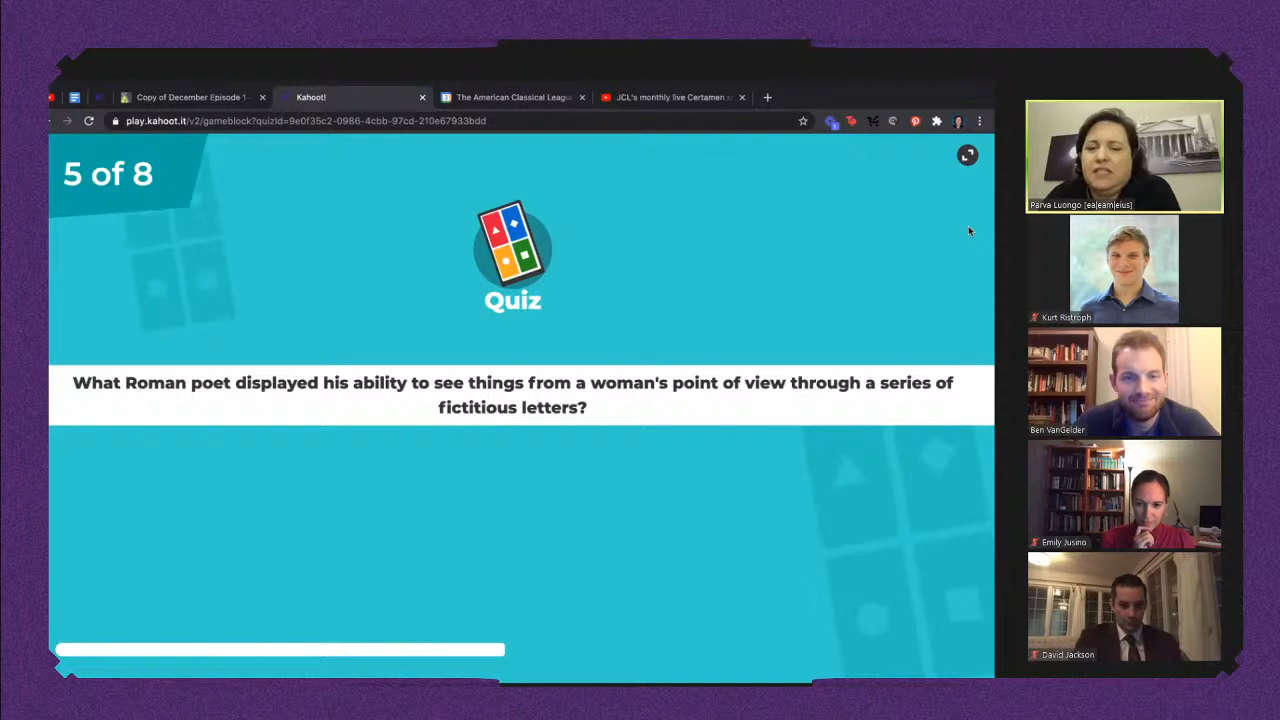 Copy of December Episode 1 -
Kahoot!
The American Classical Leagu
JCL's monthly live Certamen s
play.kahoot.it/v2/gameblock?quizId=9e0f35c2-0986-4cbb-97cd-210e67933bdd
5 of 8
Quiz
What Roman poet displayed his ability to see things from a woman's point of view through a series of
fictitious letters?
Parva Luongo [ea|eam|eius]
Kurt Ristroph
Ben VanGelder
Emily Jusino
David Jackson